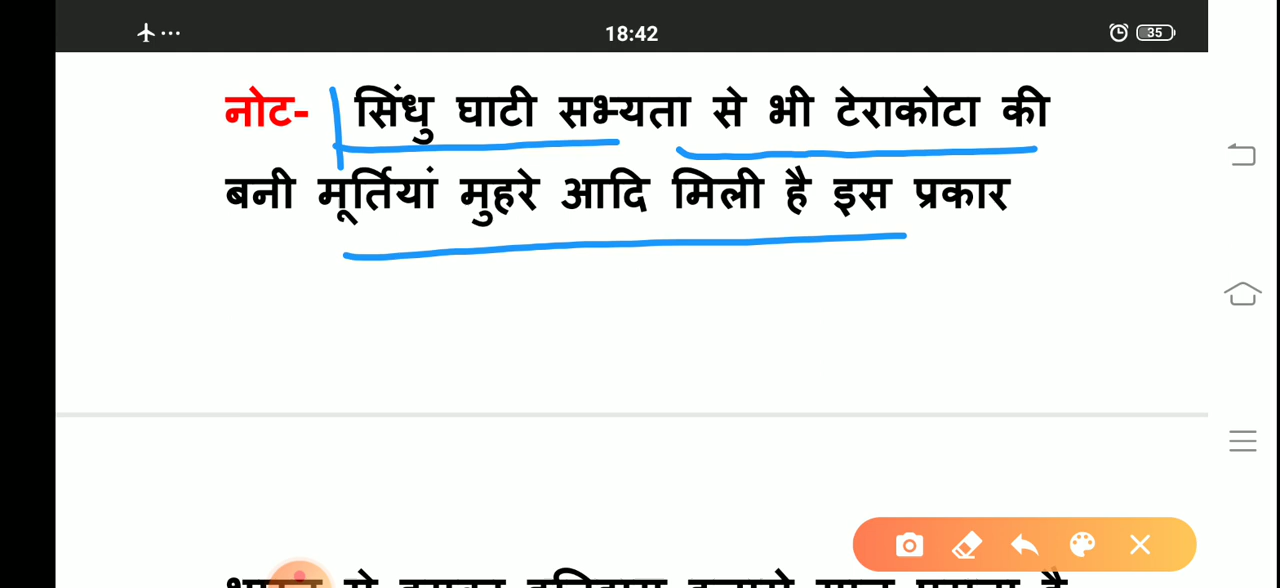 18:42
35
नोट- सिंधु घाटी सभ्यता से भी टेराकोटा की
बनी मूर्तियां मुहरे आदि मिली है इस प्रकार